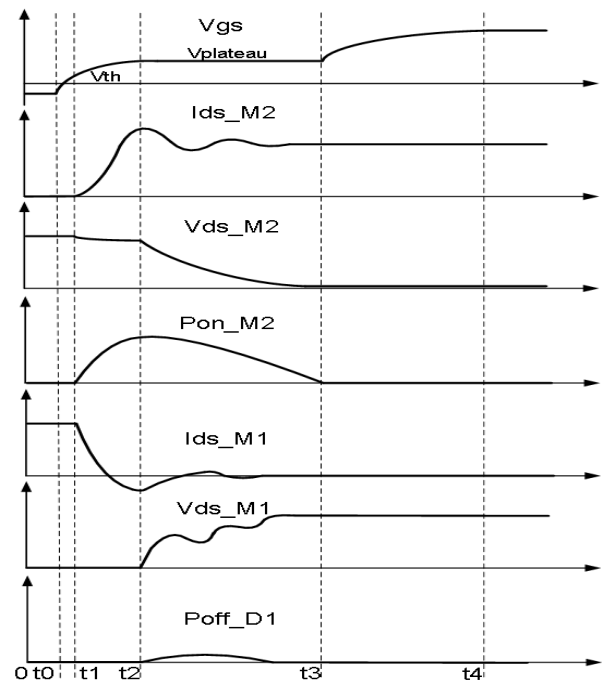 Vgs
Vplateau
Vth
Ids_M2
Vds_M2
Pon_M2
Ids_M1
Vds_M1
Poff_D1
0 t0 t1 t2 t3 t4